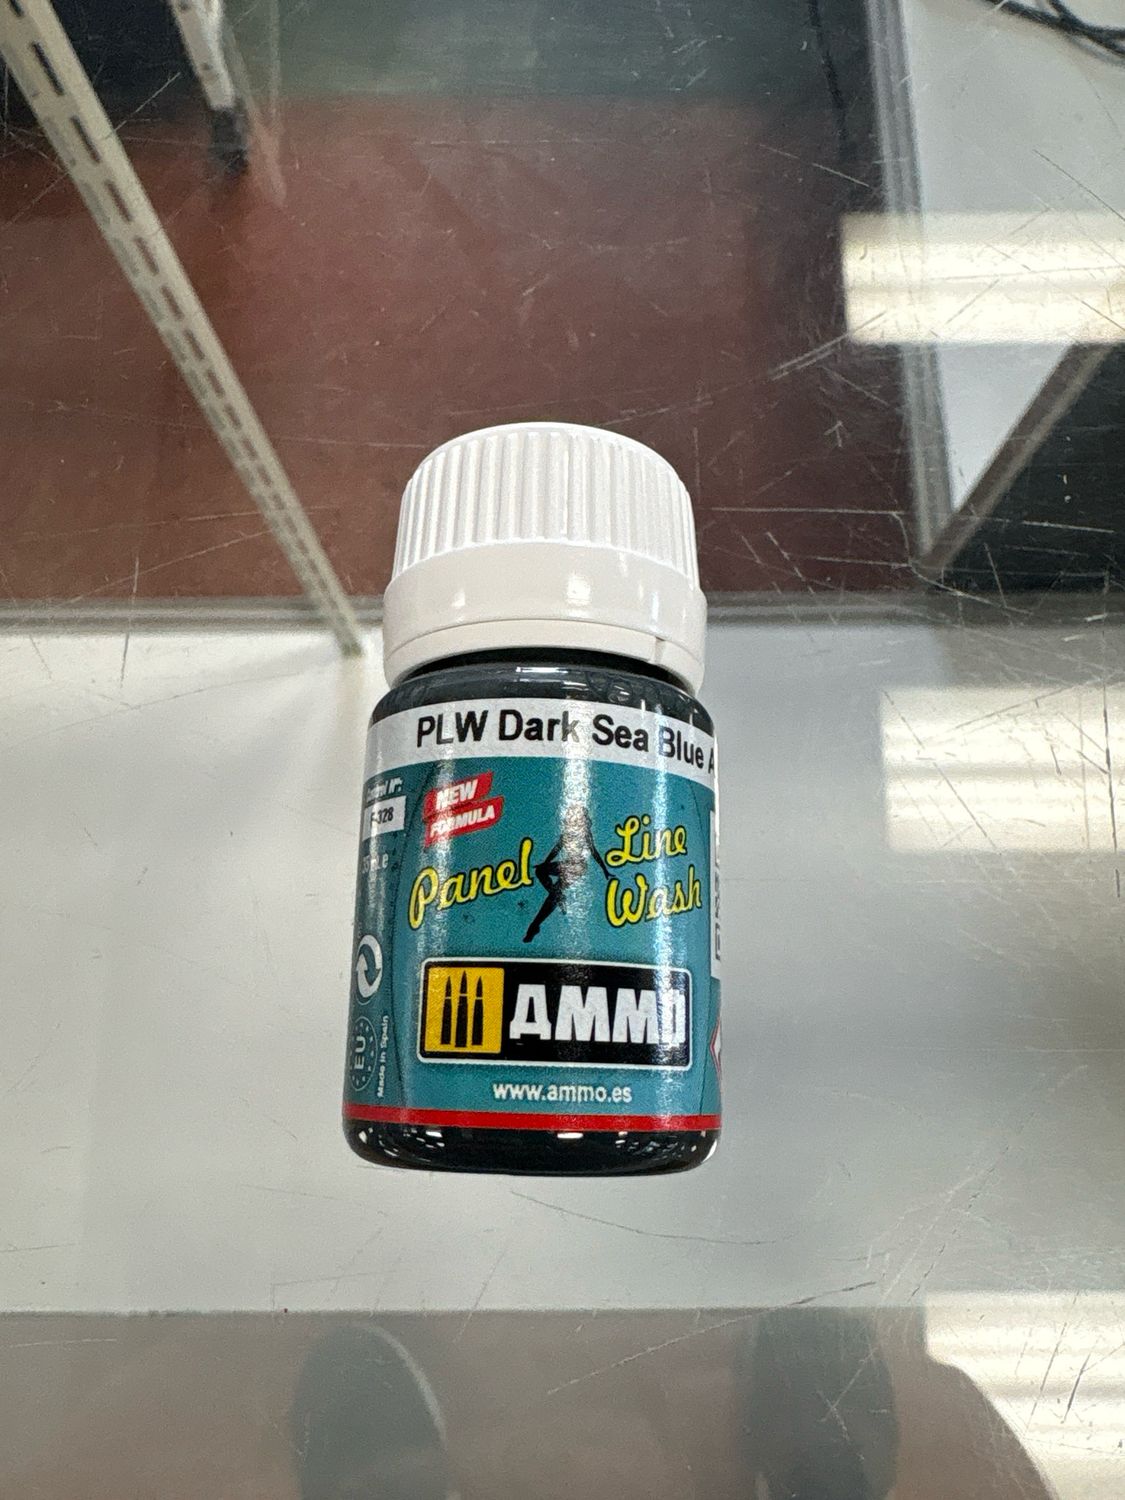 PLW Dark Sea Blue
NEW
FORMULA
Panel Line
Wash
AMMO
www.ammo.es
EU
Made in Spain